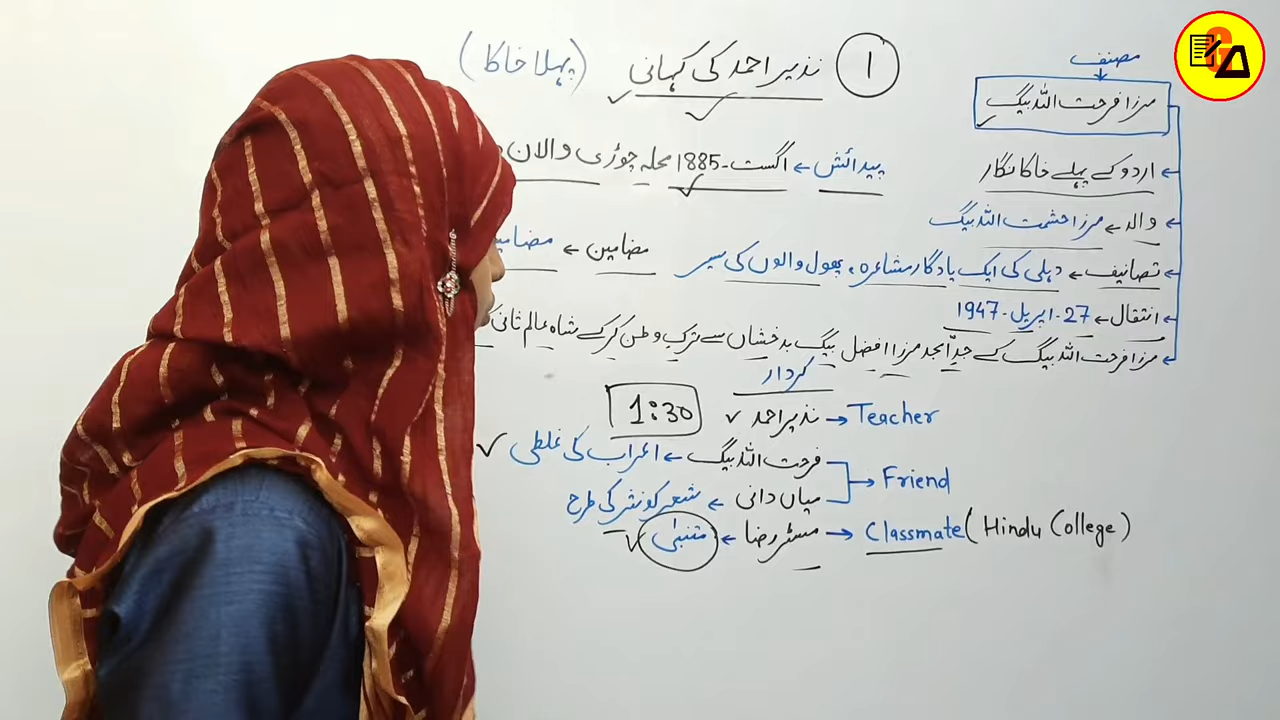 ۱ نذیر احمد کی کہانی (پہلا خاکا)
مصنف
مرزا فرحت اللہ بیگ
اردو کے پہلے خاکا نگار
پیدائش ← اگست-1885 محلہ چوڑی والان
والد ← مرزا حشمت اللہ بیگ
مضامین ←
تصانیف ← دہلی کی ایک یادگار مشاعرہ، پھول والوں کی سیر
انتقال ← 27-اپریل-1947
مرزا فرحت اللہ بیگ کے جدِّ امجد مرزا افضل بیگ بدخشاں سے ترکِ وطن کر کے شاہ عالم ثانی
کردار
1:30
نذیر احمد → Teacher
فرحت اللہ بیگ ← اعراب کی غلطی
Friend
میاں دانی ← شعر کو نثر کی طرح
مسٹر رضا ← متنبّٰی
Classmate (Hindu College)